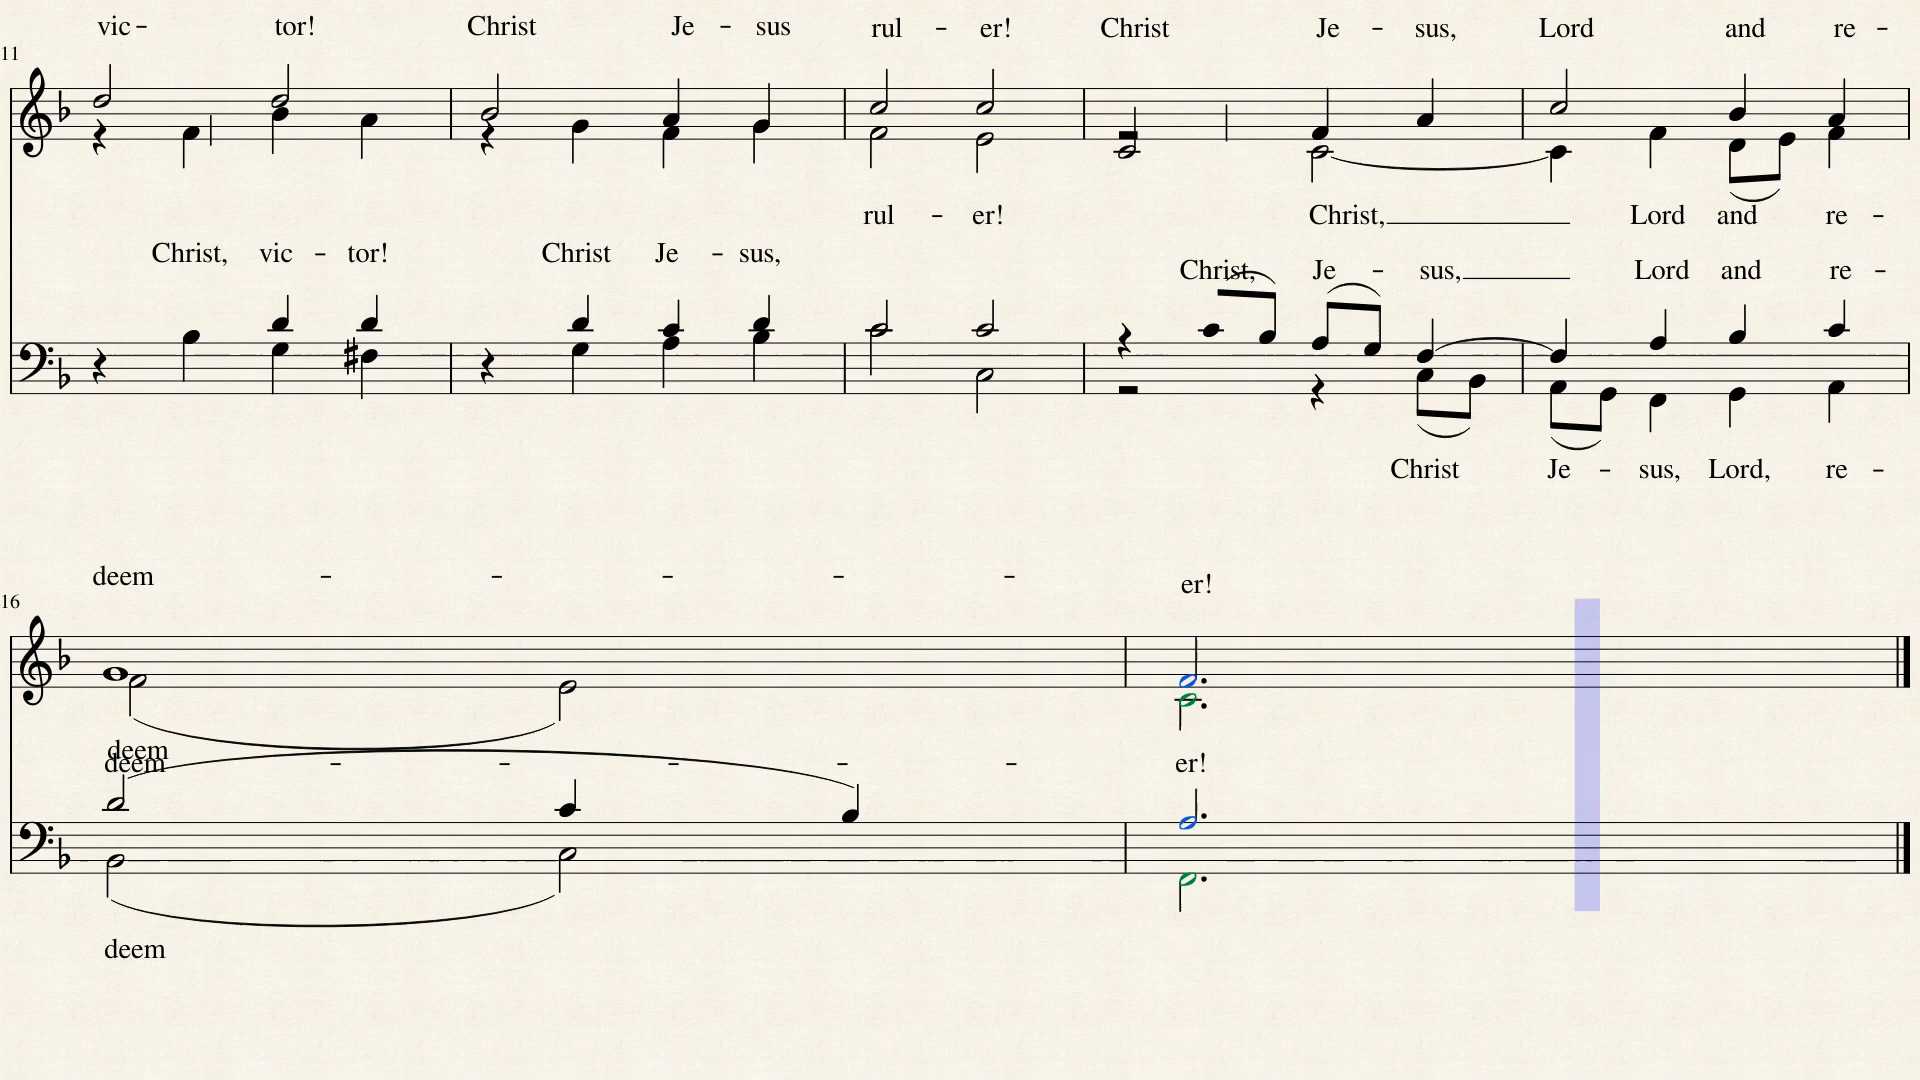 vic - tor! Christ Je - sus rul - er! Christ Je - sus, Lord and re -
11
rul - er! Christ, Lord and re -
Christ, vic - tor! Christ Je - sus,
Christ, Je - sus, Lord and re -
Christ Je - sus, Lord, re -
deem - - - - - er!
16
deem
deem - - - - - er!
deem